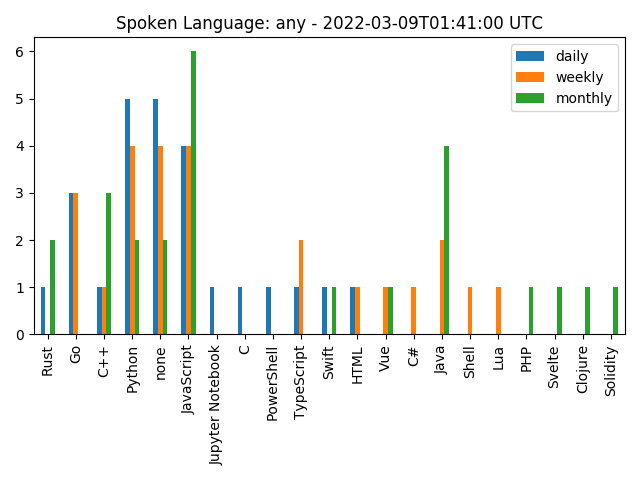 Spoken Language: any - 2022-03-09T01:41:00 UTC
daily
weekly
monthly
6
5
4
3
2
1
0
Rust
Go
C++
Python
none
JavaScript
Jupyter Notebook
C
PowerShell
TypeScript
Swift
HTML
Vue
C#
Java
Shell
Lua
PHP
Svelte
Clojure
Solidity